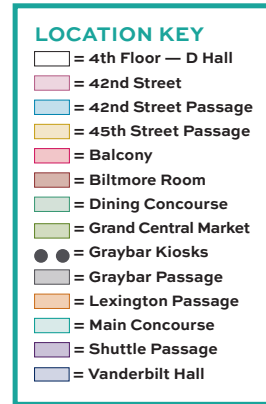 LOCATION KEY
= 4th Floor — D Hall
= 42nd Street
= 42nd Street Passage
= 45th Street Passage
= Balcony
= Biltmore Room
= Dining Concourse
= Grand Central Market
= Graybar Kiosks
= Graybar Passage
= Lexington Passage
= Main Concourse
= Shuttle Passage
= Vanderbilt Hall